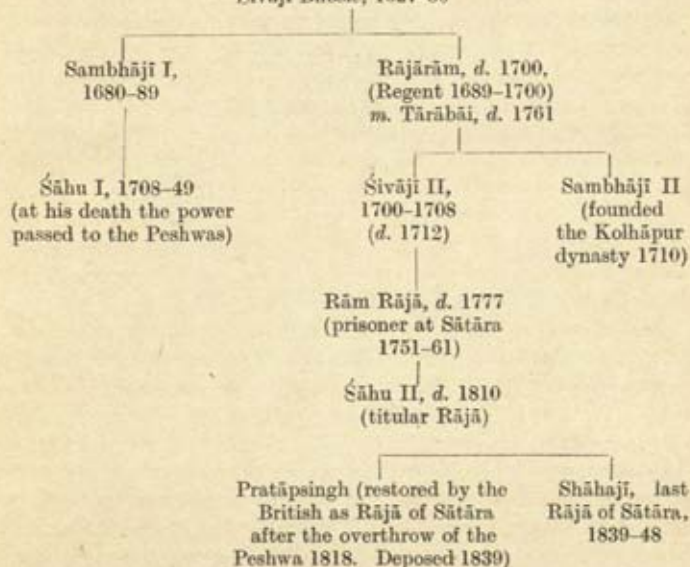 Sambhājī I,
1680–89
Rājārām, d. 1700,
(Regent 1689–1700)
m. Tārābāi, d. 1761
Śāhu I, 1708–49
(at his death the power
passed to the Peshwas)
Śivājī II,
1700–1708
(d. 1712)
Sambhājī II
(founded
the Kolhāpur
dynasty 1710)
Rām Rājā, d. 1777
(prisoner at Sātāra
1751–61)
Śāhu II, d. 1810
(titular Rājā)
Pratāpsingh (restored by the
British as Rājā of Sātāra
after the overthrow of the
Peshwa 1818. Deposed 1839)
Shāhajī, last
Rājā of Sātāra,
1839–48